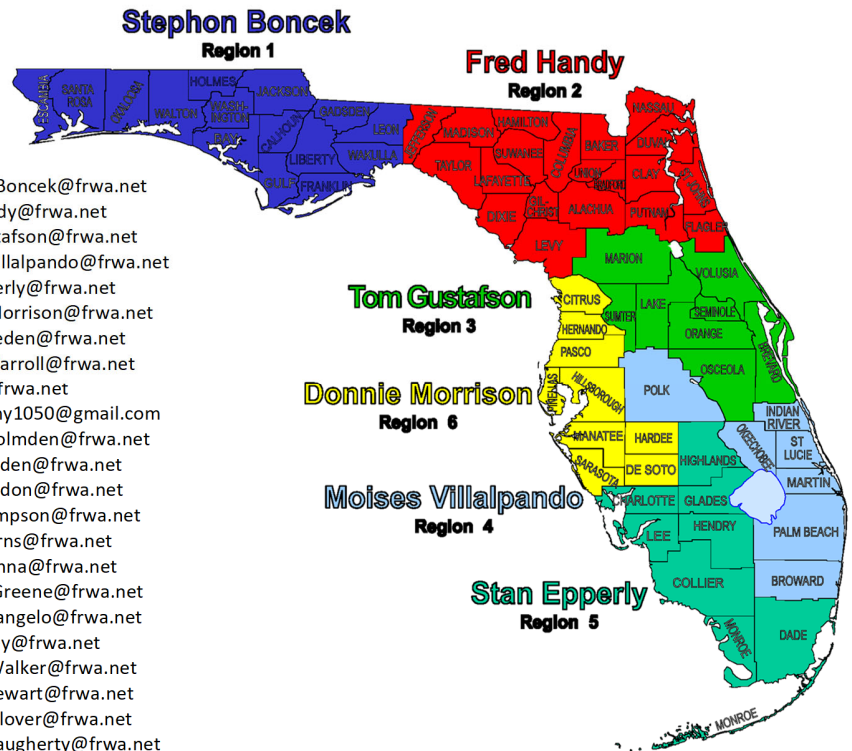 Stephon Boncek
Region 1
Fred Handy
Region 2
HOLMES
JACKSON
ESCAMBIA
SANTA
ROSA
OKALOOSA
WALTON
WASH-
INGTON
BAY
CALHOUN
GADSDEN
LEON
LIBERTY
WAKULLA
GULF
FRANKLIN
JEFFERSON
MADISON
HAMILTON
TAYLOR
SUWANEE
COLUMBIA
LAFAYETTE
BAKER
NASSAU
DUVAL
UNION
BRADFORD
CLAY
ST JOHNS
DIXIE
GIL-
CHRIST
ALACHUA
PUTNAM
FLAGLER
LEVY
Boncek@frwa.net
dy@frwa.net
tafson@frwa.net
illalpando@frwa.net
erly@frwa.net
Morrison@frwa.net
eden@frwa.net
arroll@frwa.net
frwa.net
ny1050@gmail.com
olmden@frwa.net
den@frwa.net
don@frwa.net
mpson@frwa.net
rns@frwa.net
nna@frwa.net
Greene@frwa.net
angelo@frwa.net
y@frwa.net
Walker@frwa.net
ewart@frwa.net
lover@frwa.net
augherty@frwa.net
Tom Gustafson
Region 3
MARION
VOLUSIA
CITRUS
SUMTER
LAKE
SEMINOLE
ORANGE
HERNANDO
PASCO
OSCEOLA
BREVARD
Donnie Morrison
Region 6
PINELLAS
HILLSBOROUGH
POLK
INDIAN
RIVER
MANATEE
HARDEE
OKEECHOBEE
ST
LUCIE
SARASOTA
DE SOTO
HIGHLANDS
MARTIN
Moises Villalpando
Region 4
CHARLOTTE
GLADES
LEE
HENDRY
PALM BEACH
Stan Epperly
Region 5
COLLIER
BROWARD
MONROE
DADE
MONROE